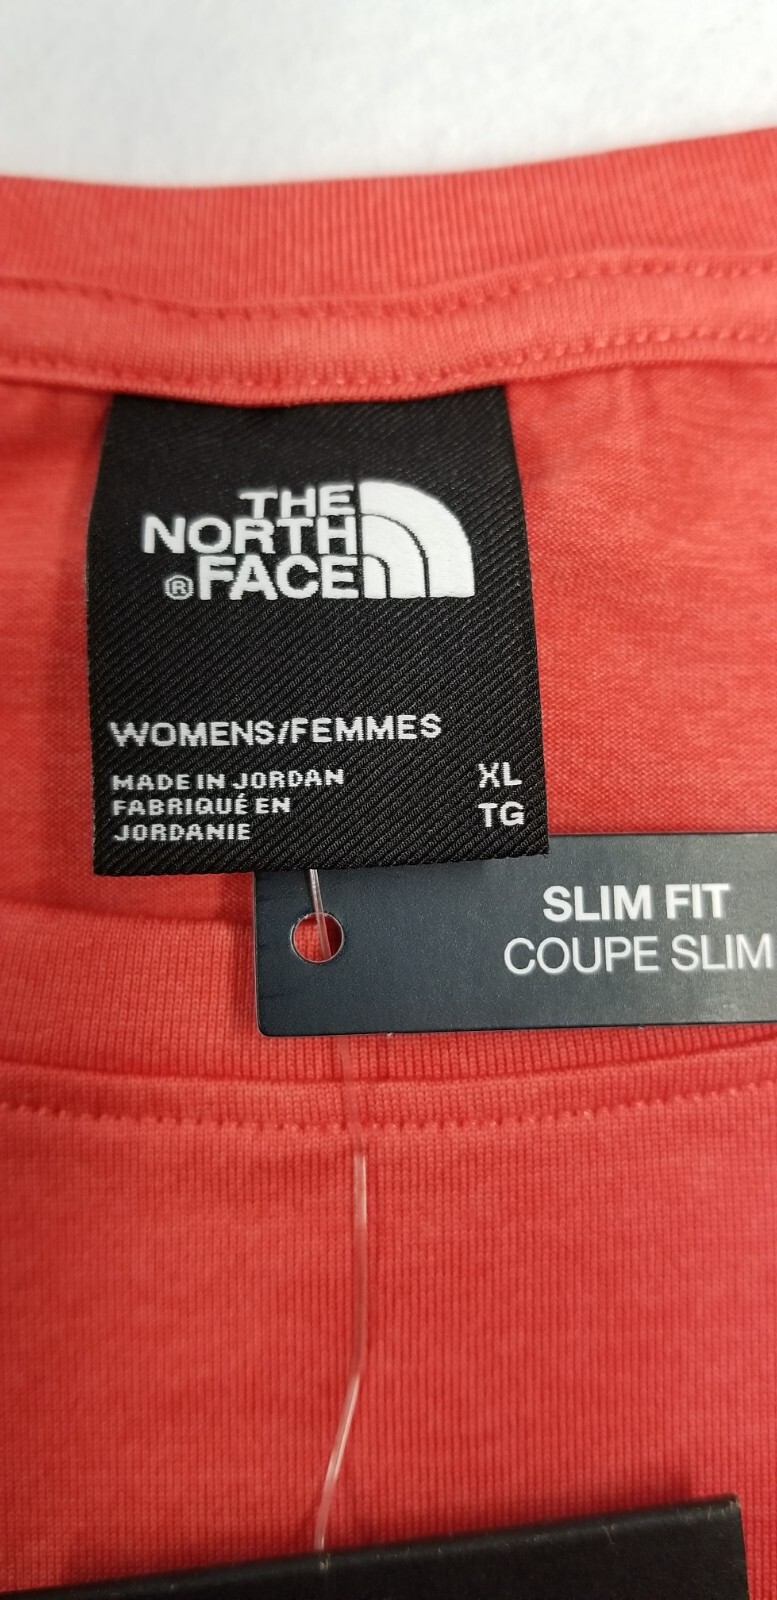 THE
NORTH
® FACE
WOMENS/FEMMES
MADE IN JORDAN
FABRIQUÉ EN
JORDANIE
XL
TG
SLIM FIT
COUPE SLIM